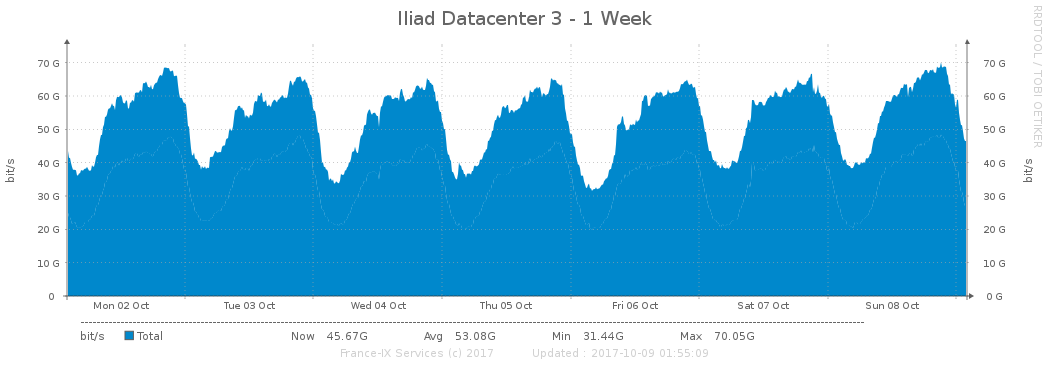 Iliad Datacenter 3 - 1 Week
RRDTOOL / TOBI OETIKER
bit/s
70 G 70 G
60 G 60 G
50 G 50 G
40 G 40 G
30 G 30 G
20 G 20 G
10 G 10 G
0 0 G
bit/s
Mon 02 Oct Tue 03 Oct Wed 04 Oct Thu 05 Oct Fri 06 Oct Sat 07 Oct Sun 08 Oct
bit/s Total Now 45.67G Avg 53.08G Min 31.44G Max 70.05G
France-IX Services (c) 2017 Updated : 2017-10-09 01:55:09